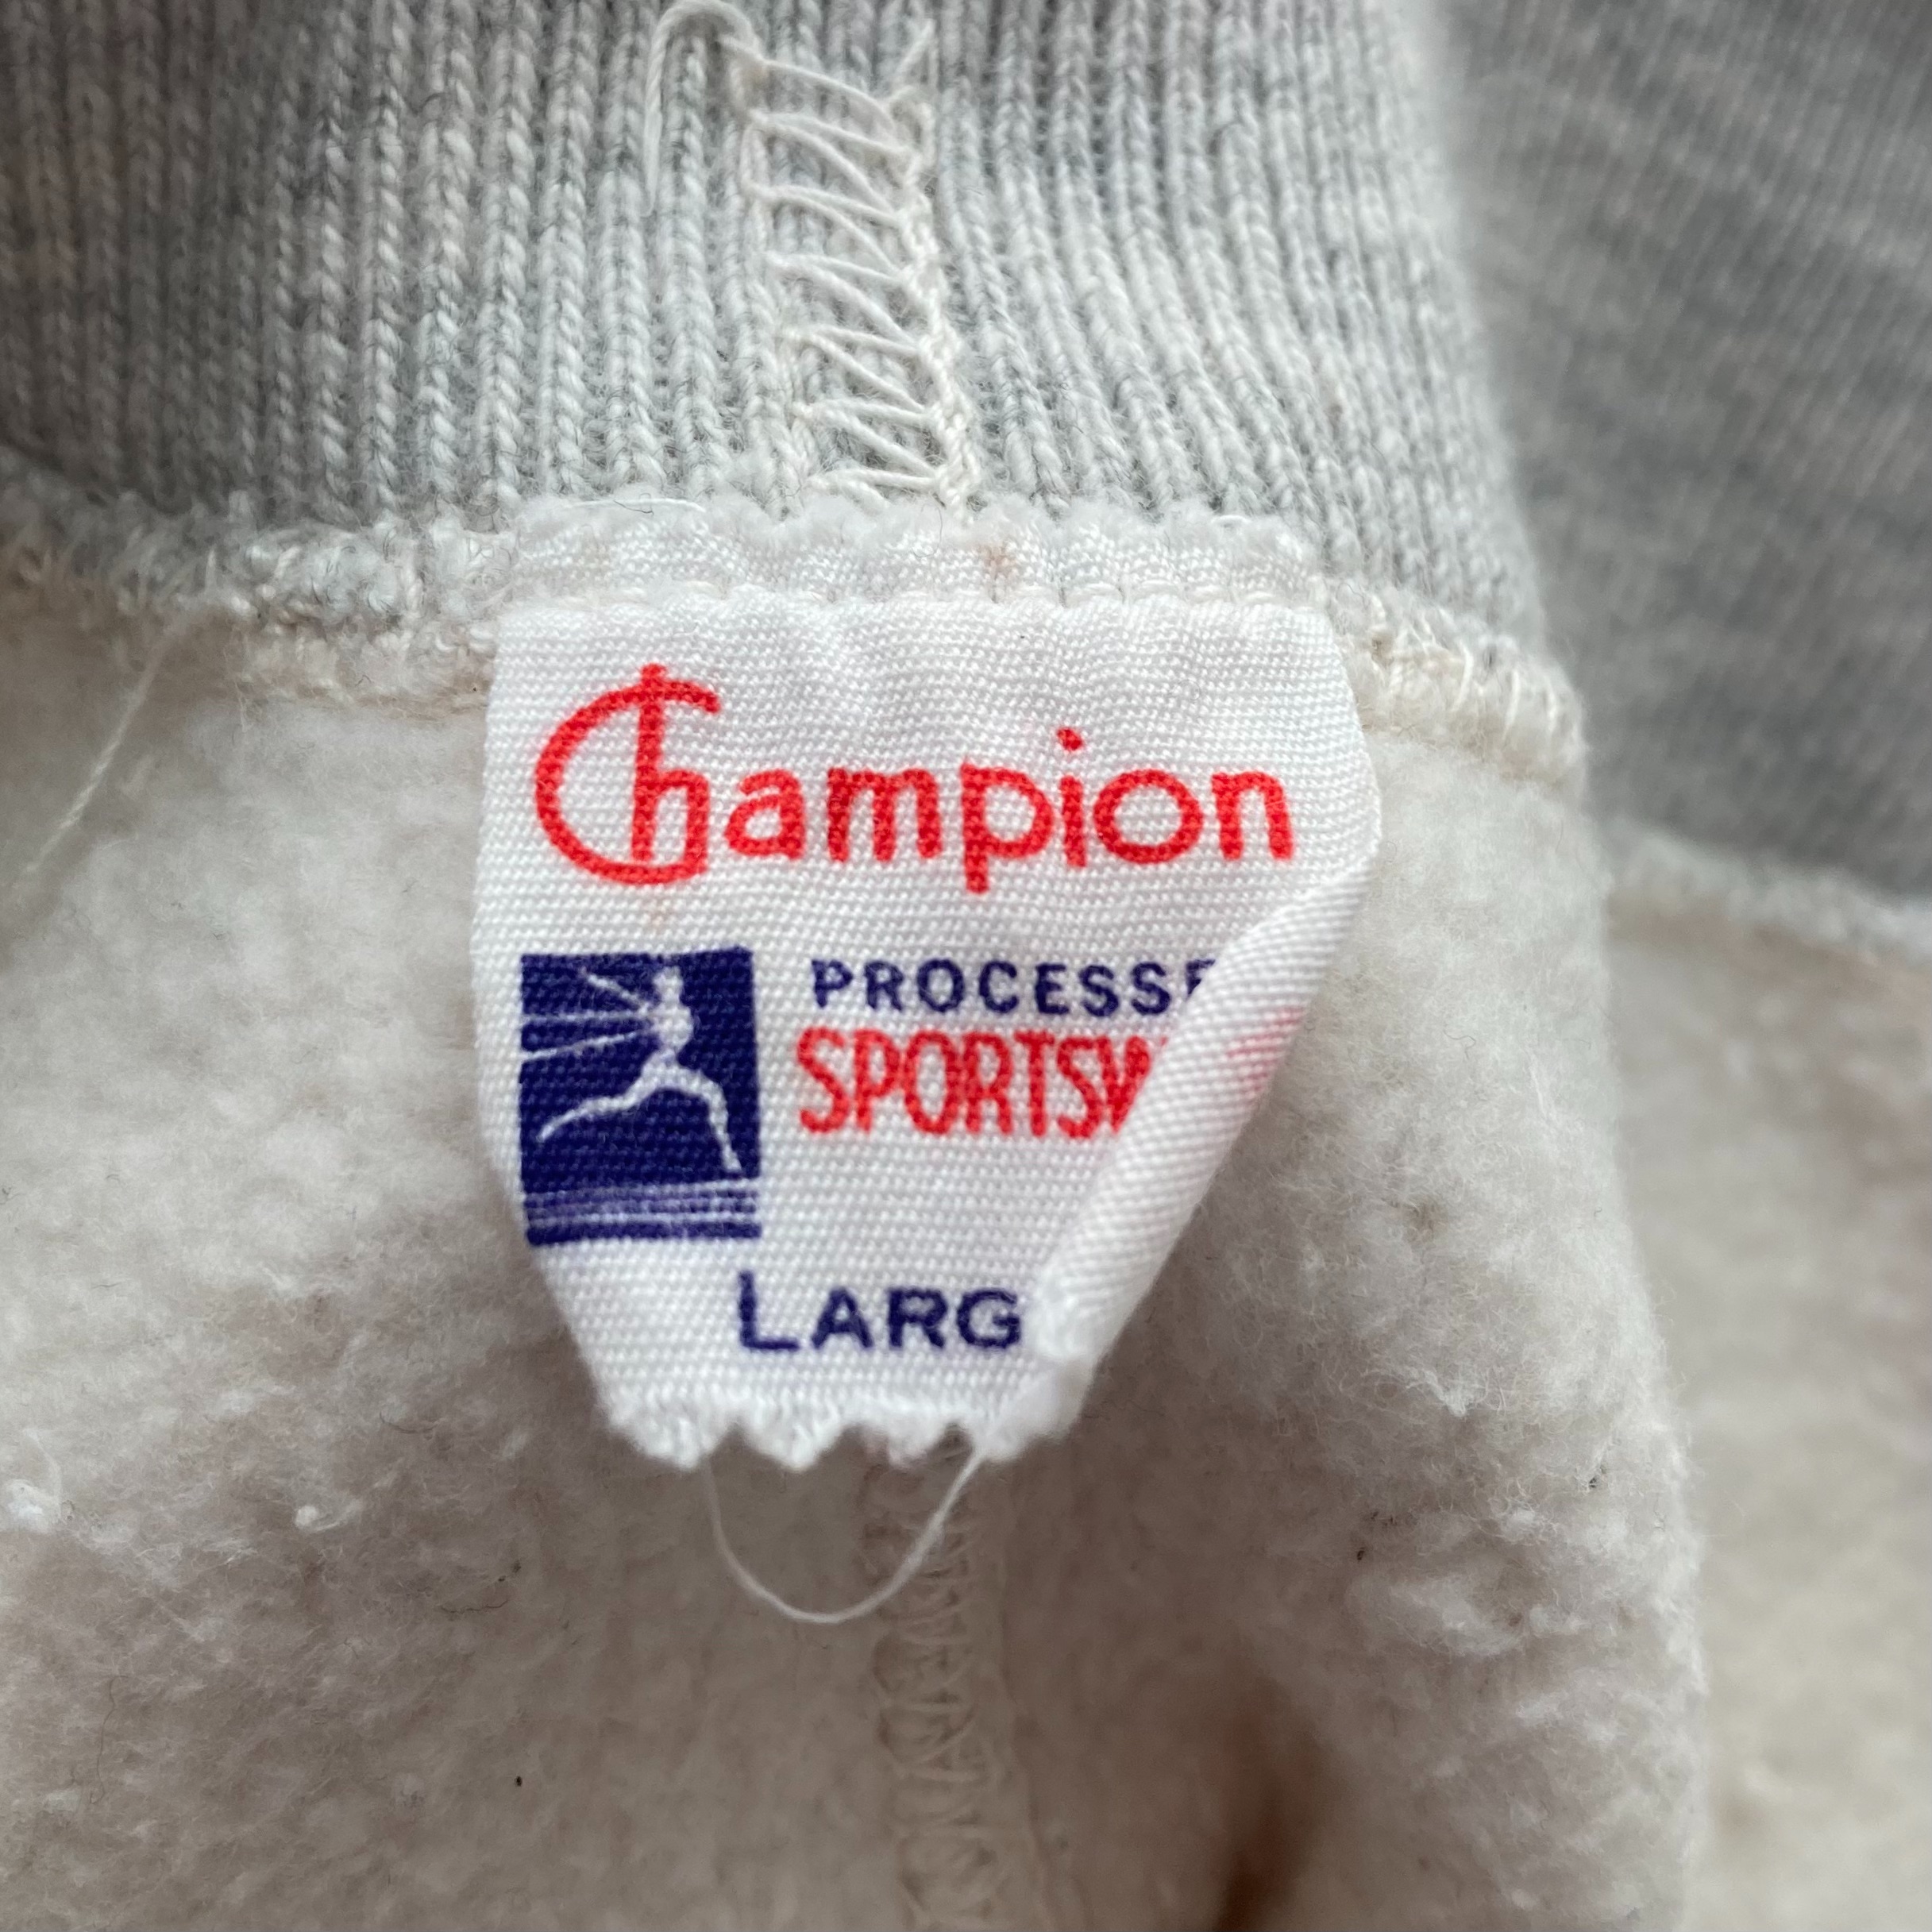 Champion
PROCESSE
SPORTSW
LARG